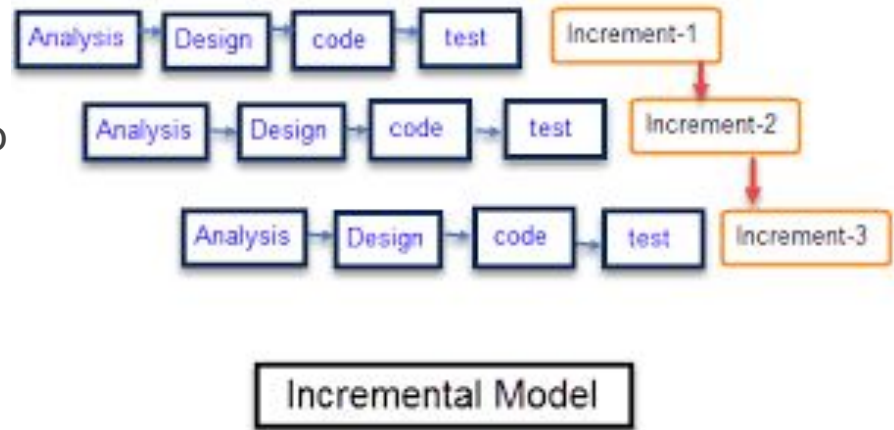 Analysis Design code test Increment-1
Analysis Design code test Increment-2
Analysis Design code test Increment-3
Incremental Model